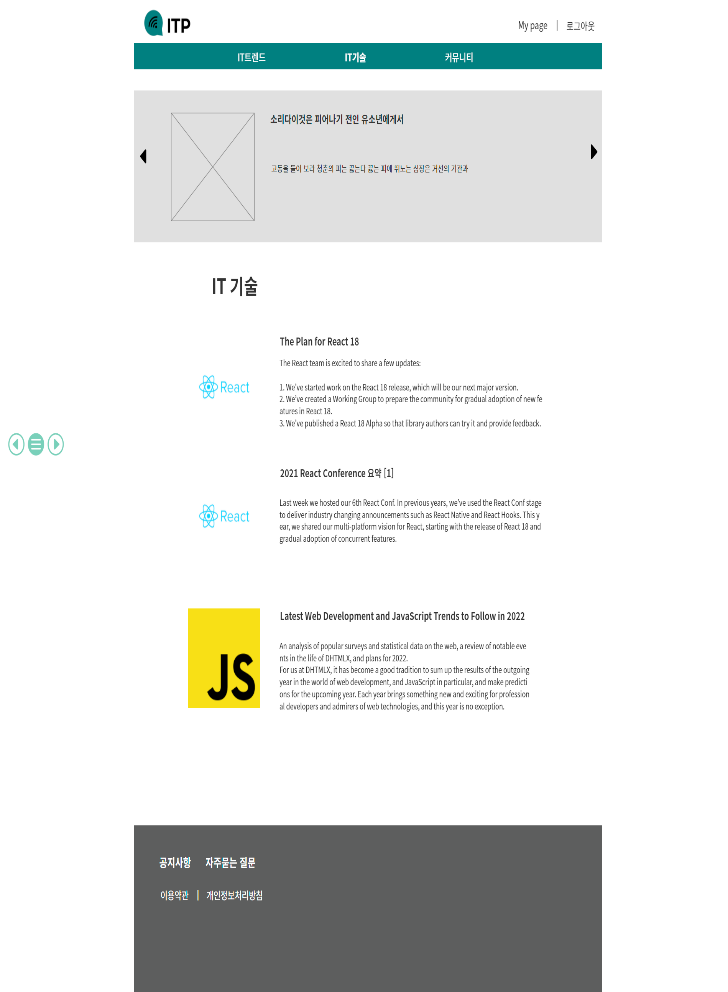 ITP
My page | 로그아웃
IT트렌드 IT기술 커뮤니티
소리다이것은 피어나기 전인 유소년에게서
고동을 들어 보라 청춘의 피는 끓는다 끓는 피에 뛰노는 심장은 거선의 기관과
IT 기술
The Plan for React 18
The React team is excited to share a few updates:
React
1. We've started work on the React 18 release, which will be our next major version.
2. We've created a Working Group to prepare the community for gradual adoption of new fe
atures in React 18.
3. We've published a React 18 Alpha so that library authors can try it and provide feedback.
2021 React Conference 요약 [1]
React
Last week we hosted our 6th React Conf. In previous years, we've used the React Conf stage
to deliver industry changing announcements such as React Native and React Hooks. This y
ear, we shared our multi-platform vision for React, starting with the release of React 18 and
gradual adoption of concurrent features.
Latest Web Development and JavaScript Trends to Follow in 2022
JS
An analysis of popular surveys and statistical data on the web, a review of notable eve
nts in the life of DHTMLX, and plans for 2022.
For us at DHTMLX, it has become a good tradition to sum up the results of the outgoing
year in the world of web development, and JavaScript in particular, and make predicti
ons for the upcoming year. Each year brings something new and exciting for profession
al developers and admirers of web technologies, and this year is no exception.
공지사항 자주묻는 질문
이용약관 | 개인정보처리방침